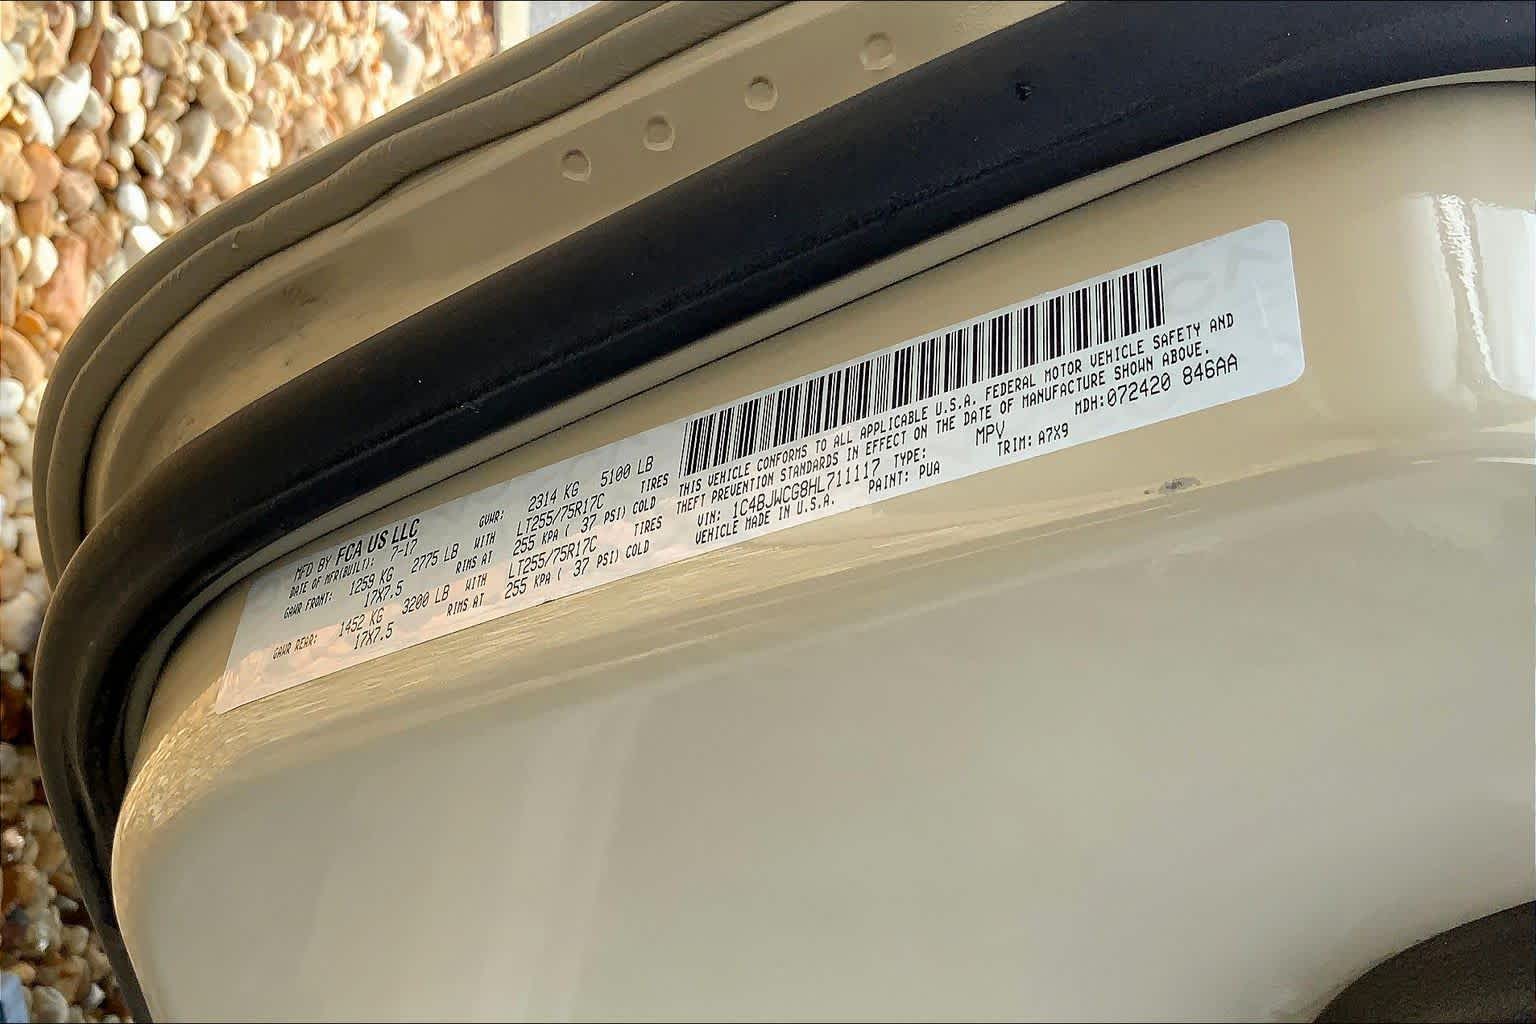 MFD BY FCA US LLC
DATE OF MFR(BUILT): 7-17 GVWR: 2314 KG 5100 LB
GAWR FRONT: 1259 KG 2775 LB WITH LT255/75R17C TIRES
17X7.5 RIMS AT 255 KPA ( 37 PSI) COLD
GAWR REAR: 1452 KG 3200 LB WITH LT255/75R17C TIRES
17X7.5 RIMS AT 255 KPA ( 37 PSI) COLD
THIS VEHICLE CONFORMS TO ALL APPLICABLE U.S.A. FEDERAL MOTOR VEHICLE SAFETY AND
THEFT PREVENTION STANDARDS IN EFFECT ON THE DATE OF MANUFACTURE SHOWN ABOVE.
VIN: 1C4BJWCG8HL711117 TYPE: MPV MDH:072420 846AA
VEHICLE MADE IN U.S.A. PAINT: PUA TRIM: A7X9